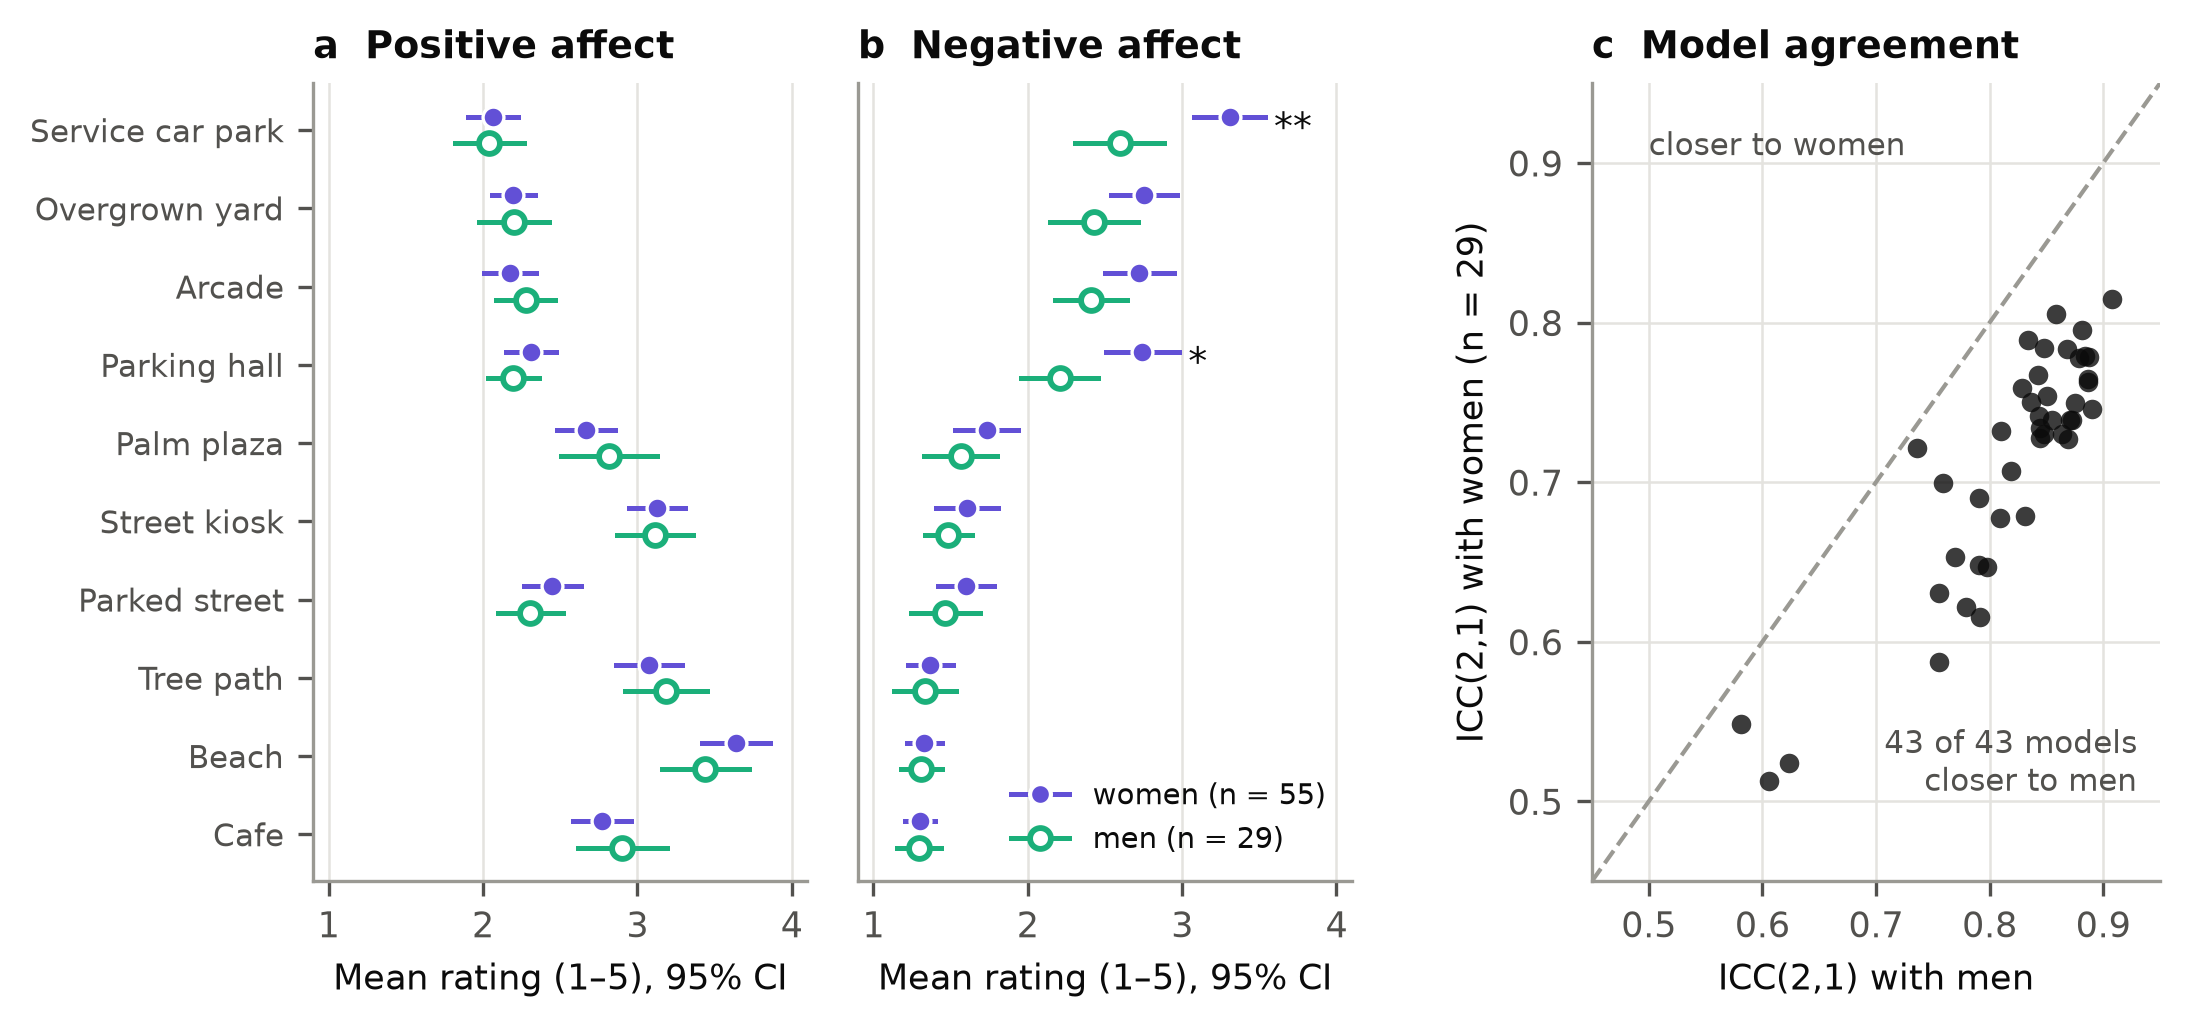 a Positive affect
Service car park
Overgrown yard
Arcade
Parking hall
Palm plaza
Street kiosk
Parked street
Tree path
Beach
Cafe
1 2 3 4
Mean rating (1–5), 95% CI
b Negative affect
**
*
women (n = 55)
men (n = 29)
1 2 3 4
Mean rating (1–5), 95% CI
c Model agreement
ICC(2,1) with women (n = 29)
0.9
0.8
0.7
0.6
0.5
closer to women
43 of 43 models
closer to men
0.5 0.6 0.7 0.8 0.9
ICC(2,1) with men